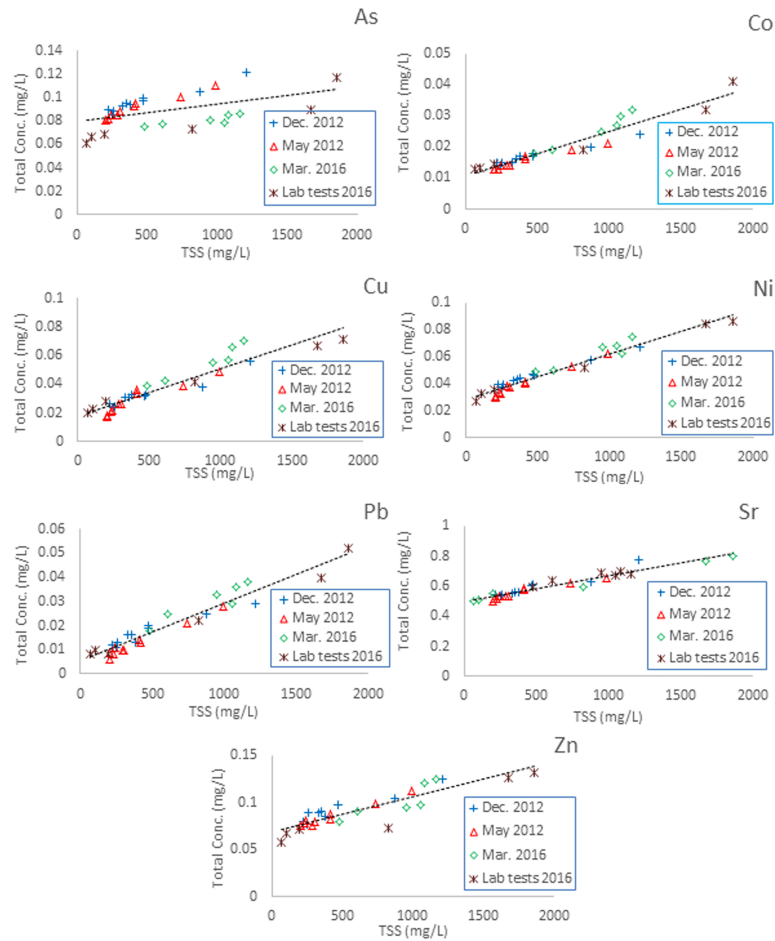 As
Total Conc. (mg/L)
0.14
0.12
0.1
0.08
0.06
0.04
0.02
0
0
500
1000
1500
2000
TSS (mg/L)
Dec. 2012
May 2012
Mar. 2016
Lab tests 2016
Co
Total Conc. (mg/L)
0.05
0.04
0.03
0.02
0.01
0
0
500
1000
1500
2000
TSS (mg/L)
Dec. 2012
May 2012
Mar. 2016
Lab tests 2016
Cu
Total Conc. (mg/L)
0.1
0.08
0.06
0.04
0.02
0
0
500
1000
1500
2000
TSS (mg/L)
Dec. 2012
May 2012
Mar. 2016
Lab tests 2016
Ni
Total Conc. (mg/L)
0.1
0.08
0.06
0.04
0.02
0
0
500
1000
1500
2000
TSS (mg/L)
Dec. 2012
May 2012
Mar. 2016
Lab tests 2016
Pb
Total Conc. (mg/L)
0.06
0.05
0.04
0.03
0.02
0.01
0
0
500
1000
1500
2000
TSS (mg/L)
Dec. 2012
May 2012
Mar. 2016
Lab tests 2016
Sr
Total Conc. (mg/L)
1
0.8
0.6
0.4
0.2
0
0
500
1000
1500
2000
TSS (mg/L)
Dec. 2012
May 2012
Mar. 2016
Lab tests 2016
Zn
Total Conc. (mg/L)
0.15
0.1
0.05
0
0
500
1000
1500
2000
TSS (mg/L)
Dec. 2012
May 2012
Mar. 2016
Lab tests 2016